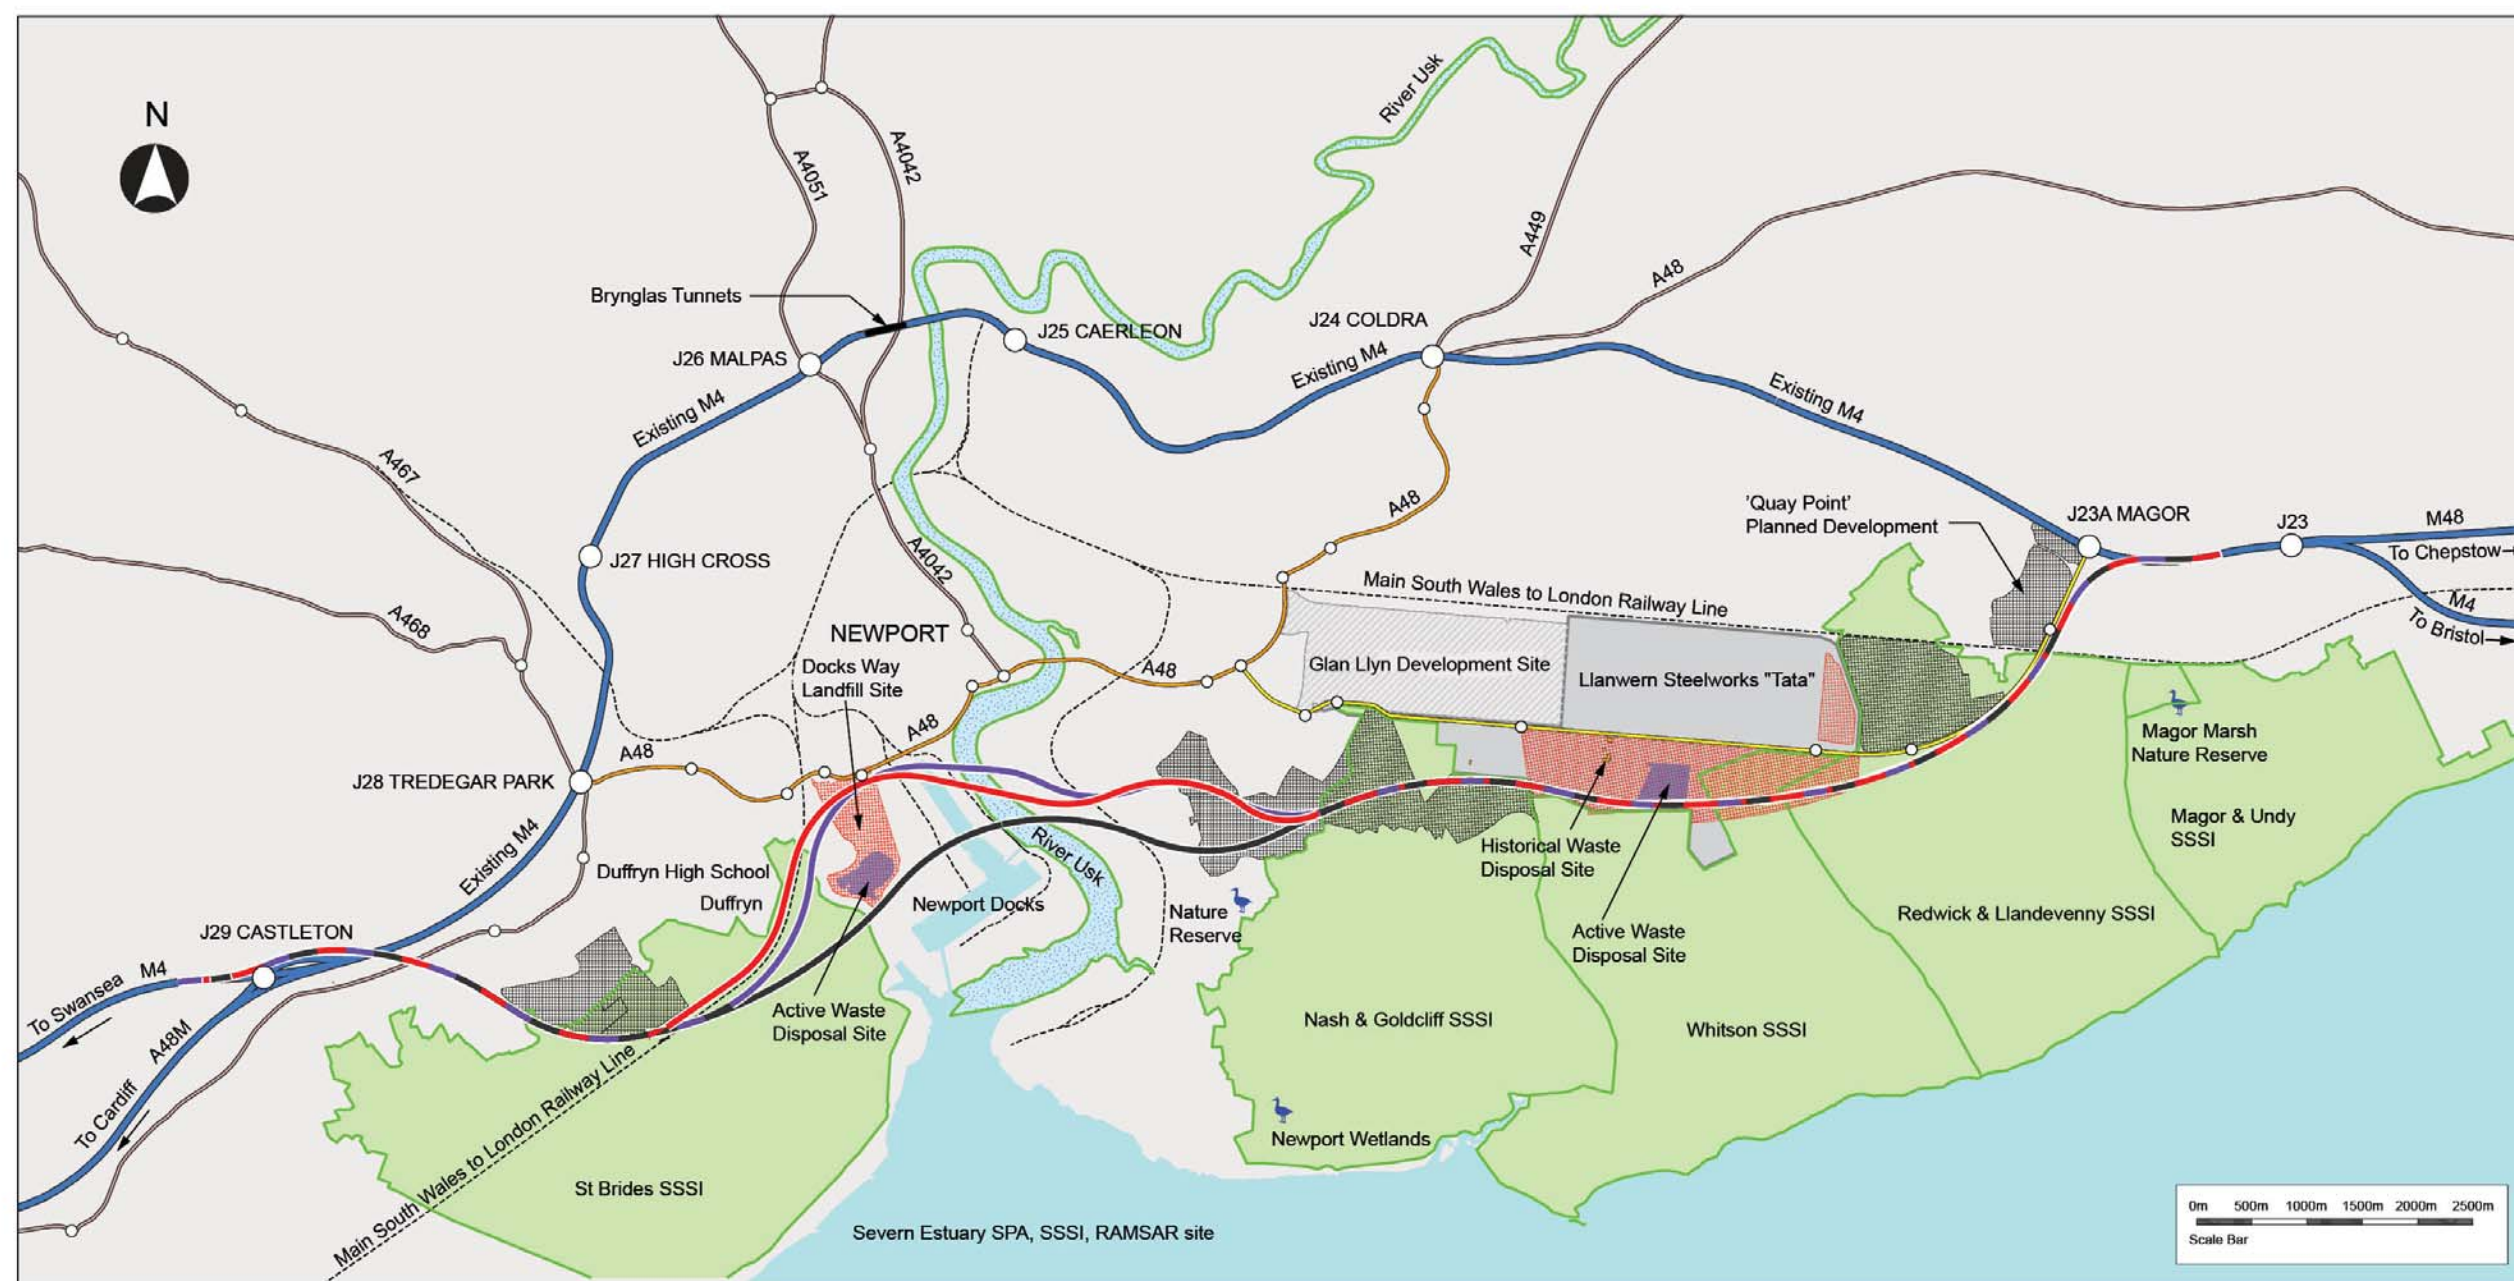 N
River Usk
A4051
A4042
A449
A48
Brynglas Tunnets
J25 CAERLEON
J24 COLDRA
J26 MALPAS
Existing M4
Existing M4
Existing M4
A467
A48
'Quay Point'
Planned Development
J23A MAGOR
J23
M48
To Chepstow
M4
To Bristol
J27 HIGH CROSS
A4042
Main South Wales to London Railway Line
A468
NEWPORT
Docks Way
Landfill Site
A48
Glan Llyn Development Site
Llanwern Steelworks "Tata"
Magor Marsh
Nature Reserve
A48
A48
J28 TREDEGAR PARK
Magor & Undy
SSSI
Existing M4
Duffryn High School
Duffryn
River Usk
Historical Waste
Disposal Site
Newport Docks
Nature
Reserve
Redwick & Llandevenny SSSI
J29 CASTLETON
Active Waste
Disposal Site
M4
To Swansea
A48M
Active Waste
Disposal Site
Nash & Goldcliff SSSI
Whitson SSSI
To Cardiff
Main South Wales to London Railway Line
Newport Wetlands
St Brides SSSI
Severn Estuary SPA, SSSI, RAMSAR site
0m 500m 1000m 1500m 2000m 2500m
Scale Bar